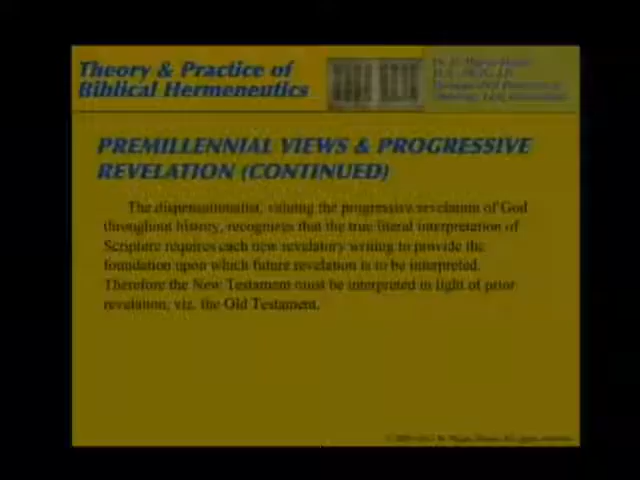 Theory & Practice of
Biblical Hermeneutics
PREMILLENNIAL VIEWS & PROGRESSIVE
REVELATION (CONTINUED)
The dispensationalist, valuing the progressive revelation of God
throughout history, recognizes that the true literal interpretation of
Scripture requires each new revelatory writing to provide the
foundation upon which future revelation is to be interpreted.
Therefore the New Testament must be interpreted in light of prior
revelation, viz. the Old Testament.